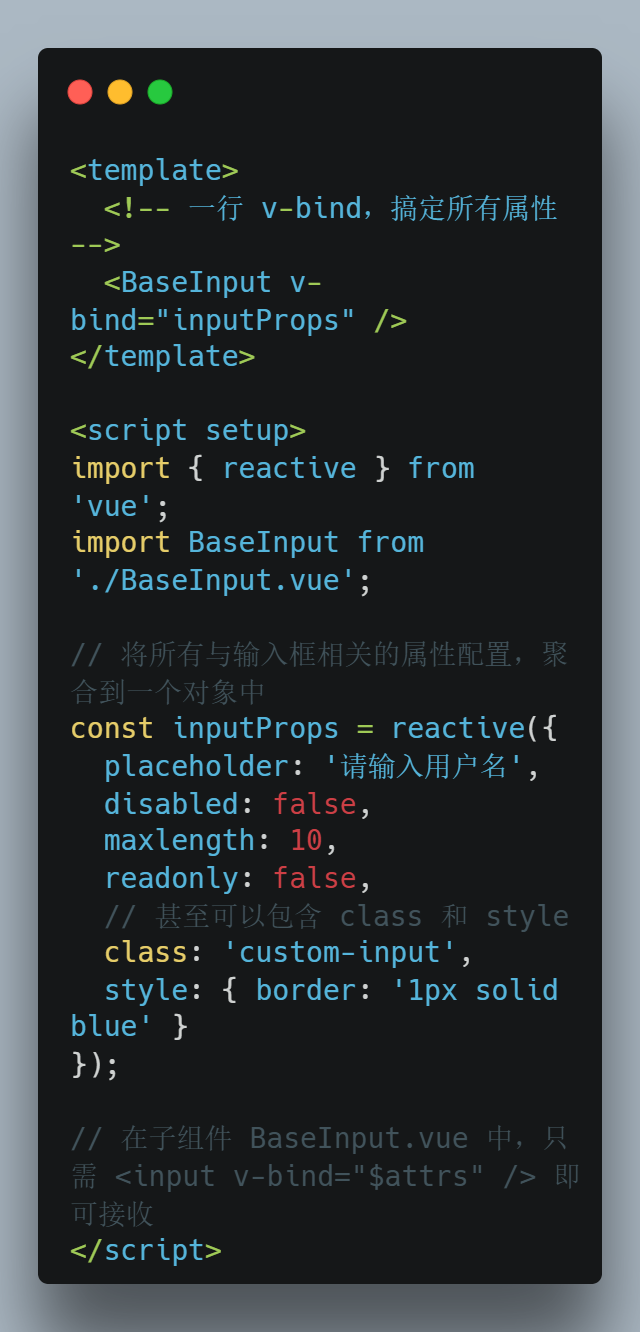 <template>
  <!-- 一行 v-bind，搞定所有属性
-->
  <BaseInput v-
bind="inputProps" />
</template>

<script setup>
import { reactive } from
'vue';
import BaseInput from
'./BaseInput.vue';

// 将所有与输入框相关的属性配置，聚
合到一个对象中
const inputProps = reactive({
  placeholder: '请输入用户名',
  disabled: false,
  maxlength: 10,
  readonly: false,
  // 甚至可以包含 class 和 style
  class: 'custom-input',
  style: { border: '1px solid
blue' }
});

// 在子组件 BaseInput.vue 中，只
需 <input v-bind="$attrs" /> 即
可接收
</script>